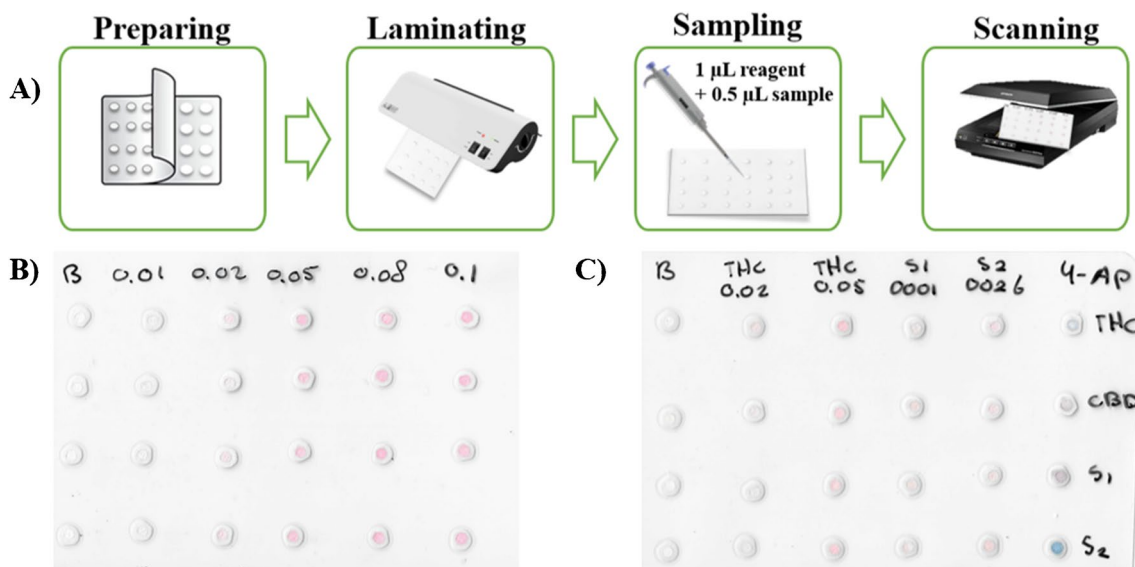 Preparing
Laminating
Sampling
Scanning
A)
1 µL reagent
+ 0.5 µL sample
B)
B 0.01 0.02 0.05 0.08 0.1
C)
B THC THC S1 S2 4-AP
0.02 0.05 0001 0026
THC
CBD
S1
S2